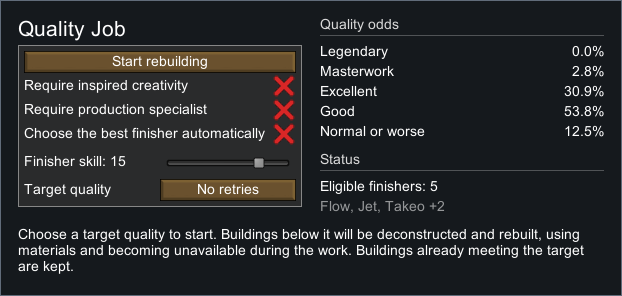 Quality Job
Start rebuilding
Require inspired creativity
Require production specialist
Choose the best finisher automatically
Finisher skill: 15
Target quality No retries
Quality odds
Legendary 0.0%
Masterwork 2.8%
Excellent 30.9%
Good 53.8%
Normal or worse 12.5%
Status
Eligible finishers: 5
Flow, Jet, Takeo +2
Choose a target quality to start. Buildings below it will be deconstructed and rebuilt, using
materials and becoming unavailable during the work. Buildings already meeting the target
are kept.